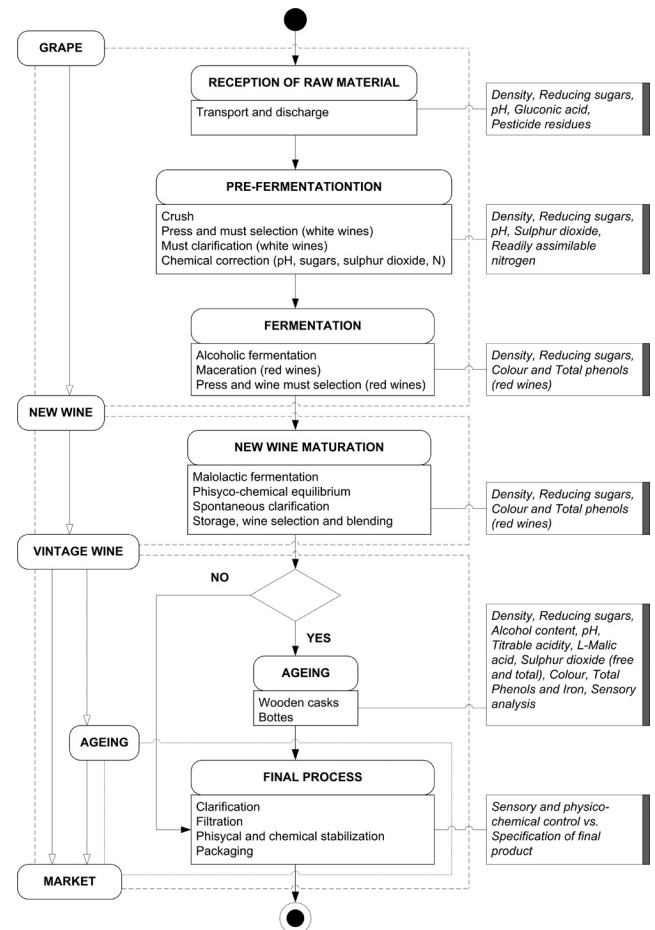 GRAPE
RECEPTION OF RAW MATERIAL
Transport and discharge
Density, Reducing sugars,
pH, Gluconic acid,
Pesticide residues
PRE-FERMENTATIONTION
Crush
Press and must selection (white wines)
Must clarification (white wines)
Chemical correction (pH, sugars, sulphur dioxide, N)
Density, Reducing sugars,
pH, Sulphur dioxide,
Readily assimilable
nitrogen
FERMENTATION
Alcoholic fermentation
Maceration (red wines)
Press and wine must selection (red wines)
Density, Reducing sugars,
Colour and Total phenols
(red wines)
NEW WINE
NEW WINE MATURATION
Malolactic fermentation
Phisyco-chemical equilibrium
Spontaneous clarification
Storage, wine selection and blending
Density, Reducing sugars,
Colour and Total phenols
(red wines)
VINTAGE WINE
NO
YES
AGEING
Wooden casks
Bottes
Density, Reducing sugars,
Alcohol content, pH,
Titrable acidity, L-Malic
acid, Sulphur dioxide (free
and total), Colour, Total
Phenols and Iron, Sensory
analysis
AGEING
FINAL PROCESS
Clarification
Filtration
Phisycal and chemical stabilization
Packaging
Sensory and physico-
chemical control vs.
Specification of final
product
MARKET